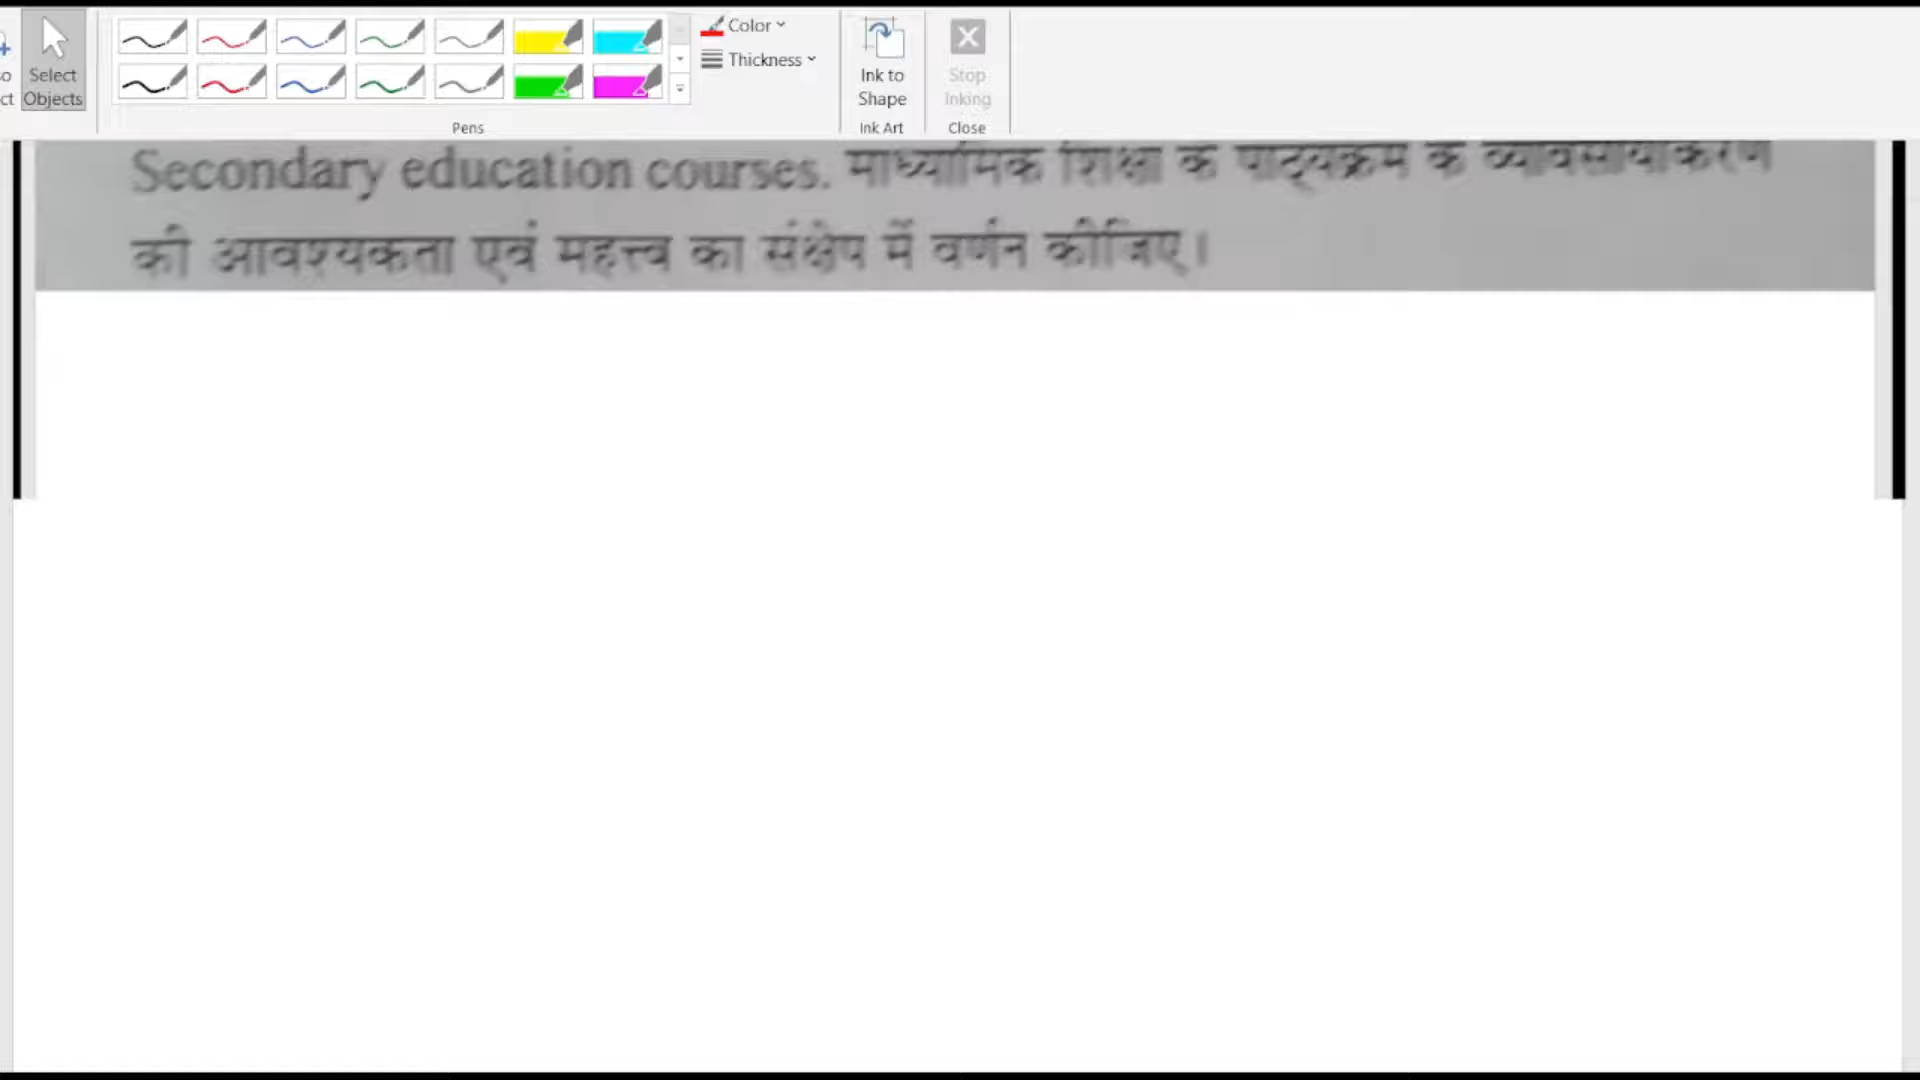 Color
Thickness
Select
Objects
o
ct
Ink to
Shape
Stop
Inking
Pens
Ink Art
Close
Secondary education courses. माध्यमिक शिक्षा के पाठ्यक्रम के व्यावसायीकरण
की आवश्यकता एवं महत्त्व का संक्षेप में वर्णन कीजिए।